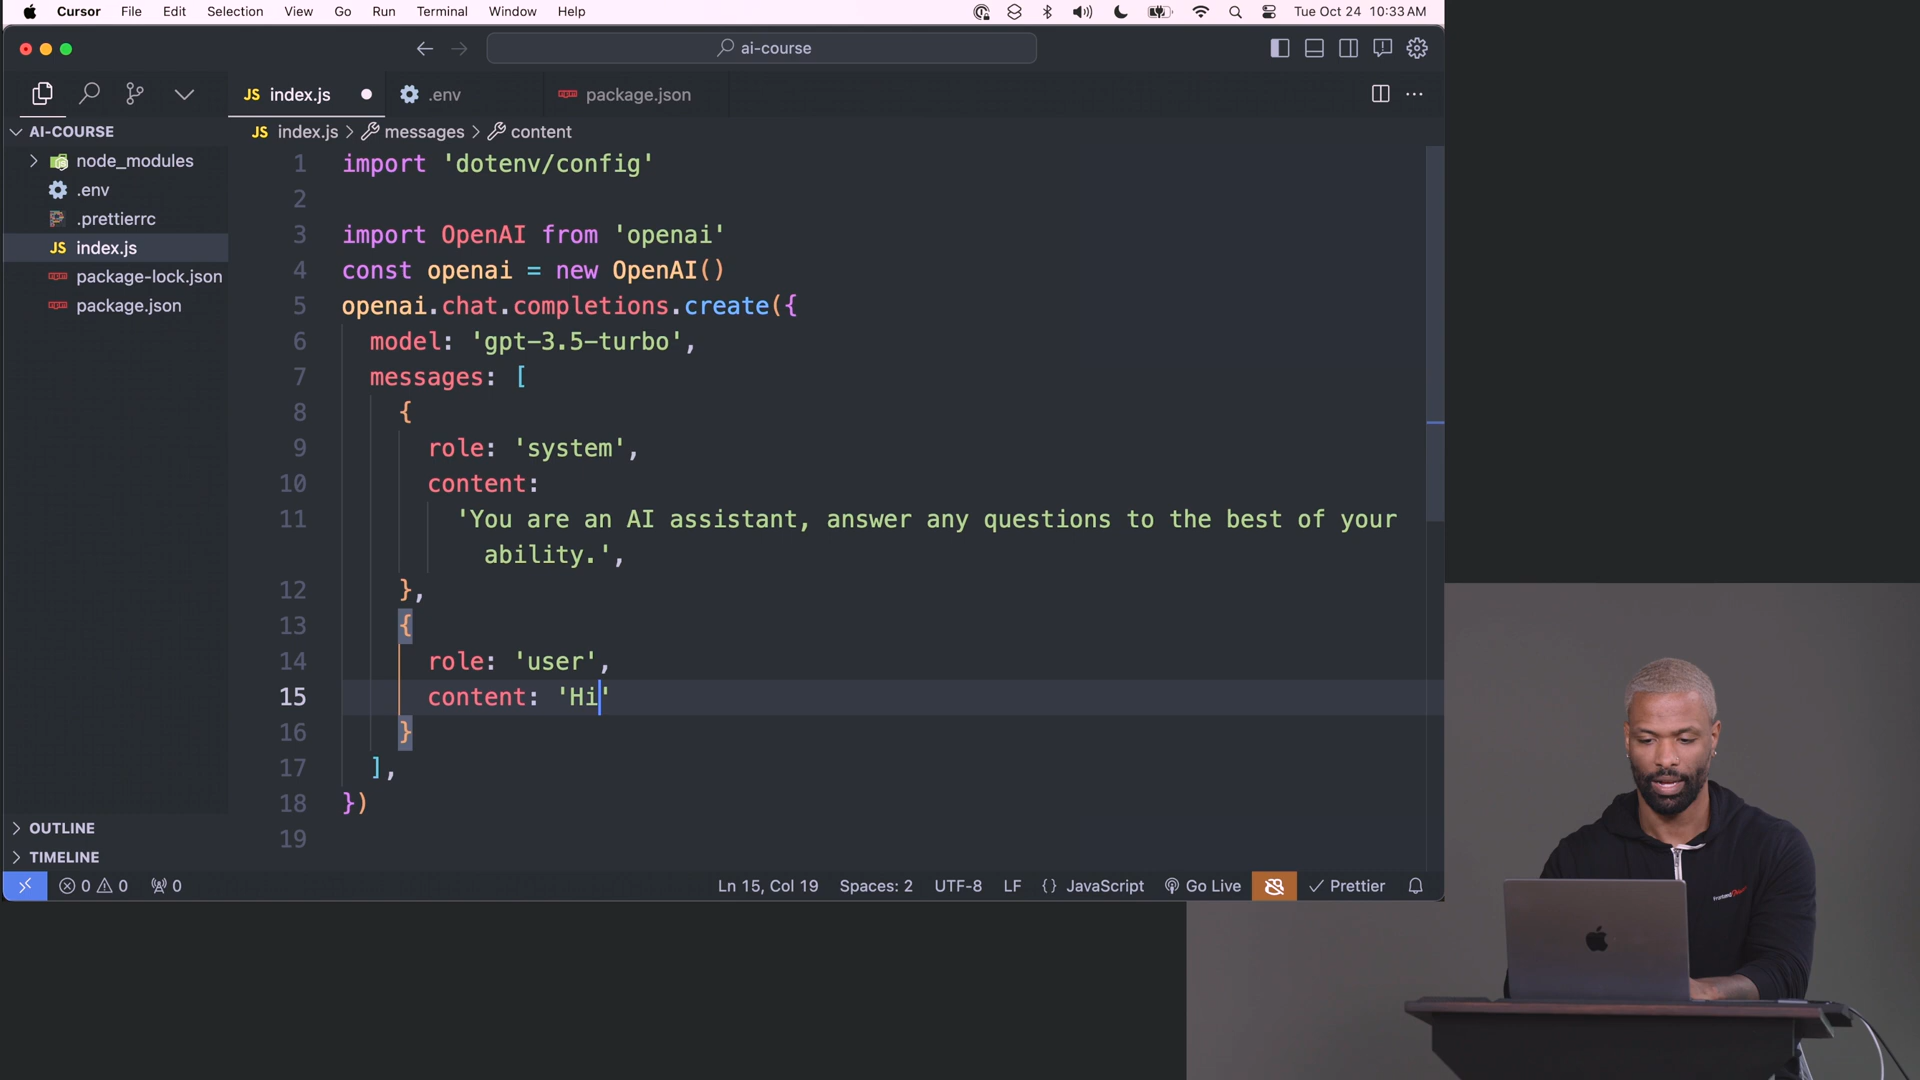 Cursor File Edit Selection View Go Run Terminal Window Help Tue Oct 24 10:33 AM
ai-course
JS index.js .env package.json
AI-COURSE
JS index.js > messages > content
node_modules
.env
.prettierrc
JS index.js
package-lock.json
package.json
1 import 'dotenv/config'
2
3 import OpenAI from 'openai'
4 const openai = new OpenAI()
5 openai.chat.completions.create({
6 model: 'gpt-3.5-turbo',
7 messages: [
8 {
9 role: 'system',
10 content:
11 'You are an AI assistant, answer any questions to the best of your
ability.',
12 },
13 {
14 role: 'user',
15 content: 'Hi'
16 }
17 ],
18 })
19
OUTLINE
TIMELINE
0 0 0 Ln 15, Col 19 Spaces: 2 UTF-8 LF {} JavaScript Go Live Prettier
Frontend